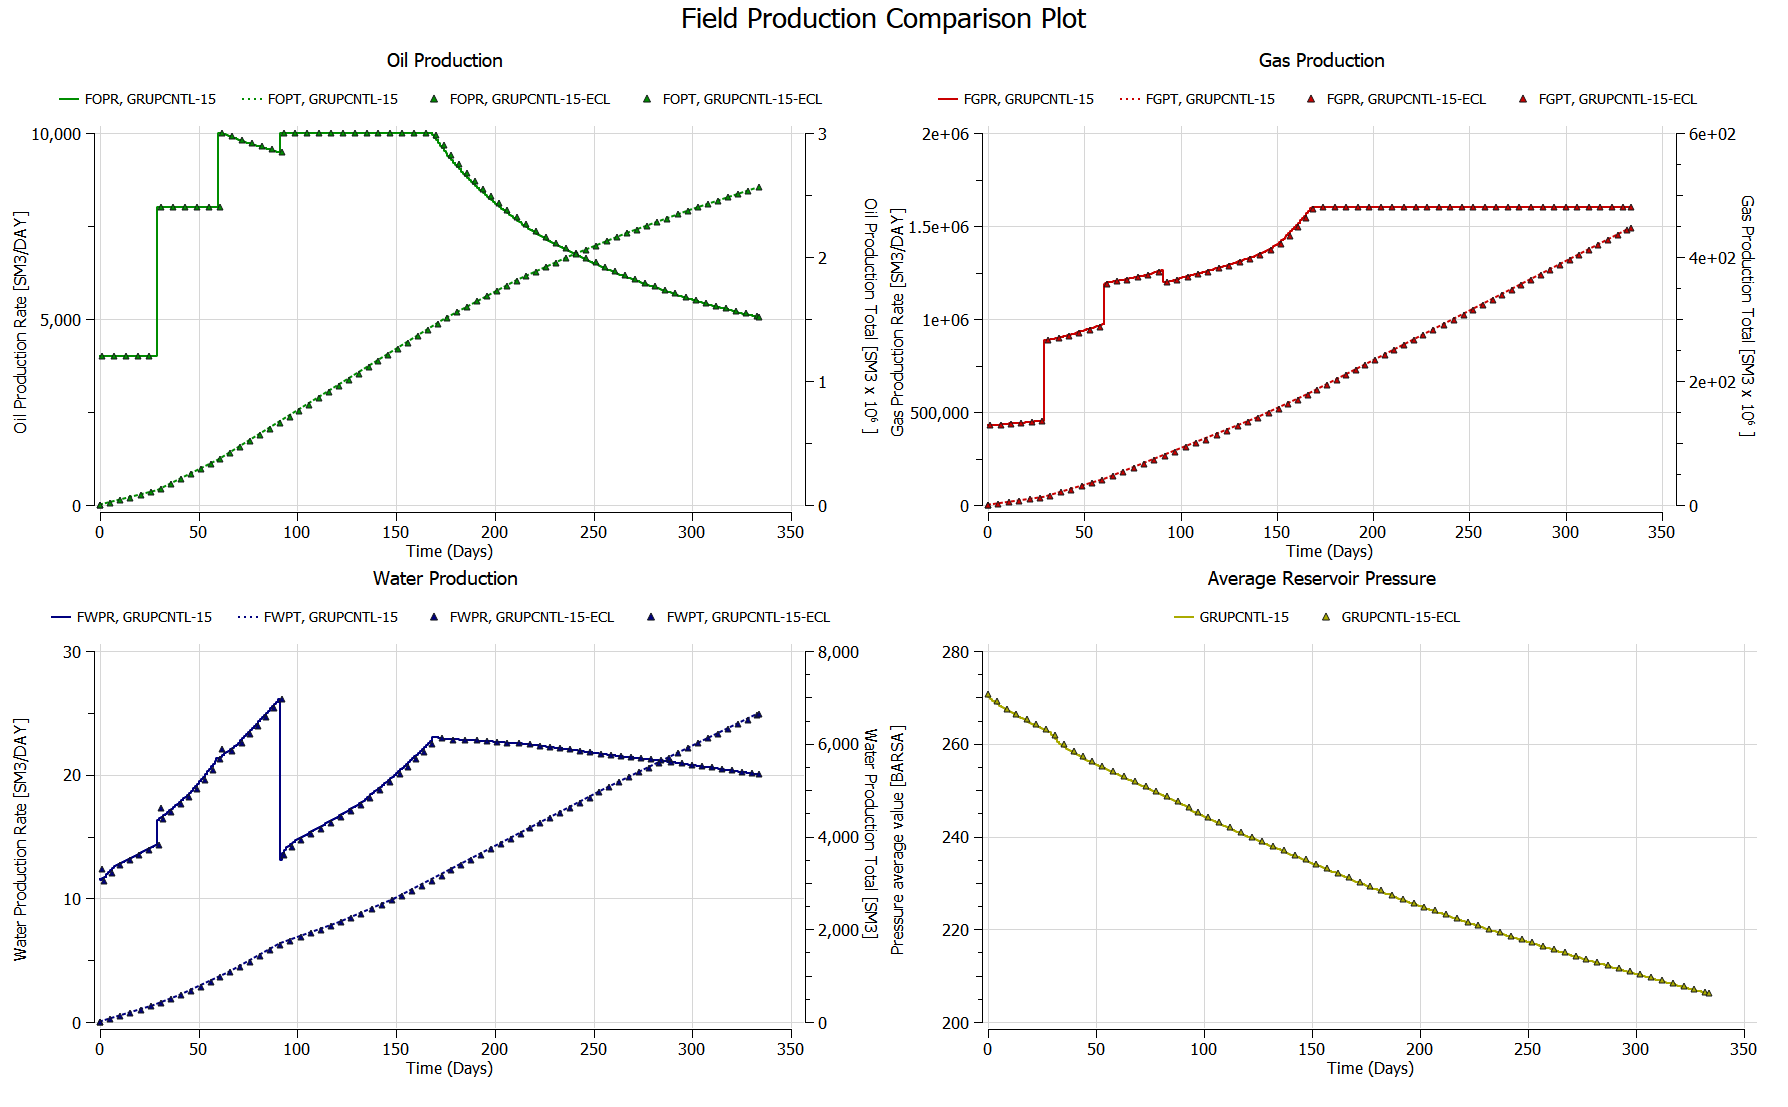 Field Production Comparison Plot
Oil Production
FOPR, GRUPCNTL-15 FOPT, GRUPCNTL-15 FOPR, GRUPCNTL-15-ECL FOPT, GRUPCNTL-15-ECL
10,000
5,000
0
3
2
1
0
Oil Production Rate [SM3/DAY]
Oil Production Total [SM3 x 10⁶ ]
0 50 100 150 200 250 300 350
Time (Days)
Gas Production
FGPR, GRUPCNTL-15 FGPT, GRUPCNTL-15 FGPR, GRUPCNTL-15-ECL FGPT, GRUPCNTL-15-ECL
2e+06
1.5e+06
1e+06
500,000
0
6e+02
4e+02
2e+02
0
Gas Production Rate [SM3/DAY]
Gas Production Total [SM3 x 10⁶ ]
0 50 100 150 200 250 300 350
Time (Days)
Water Production
FWPR, GRUPCNTL-15 FWPT, GRUPCNTL-15 FWPR, GRUPCNTL-15-ECL FWPT, GRUPCNTL-15-ECL
30
20
10
0
8,000
6,000
4,000
2,000
0
Water Production Rate [SM3/DAY]
Water Production Total [SM3]
0 50 100 150 200 250 300 350
Time (Days)
Average Reservoir Pressure
GRUPCNTL-15 GRUPCNTL-15-ECL
280
260
240
220
200
Pressure average value [BARSA]
0 50 100 150 200 250 300 350
Time (Days)